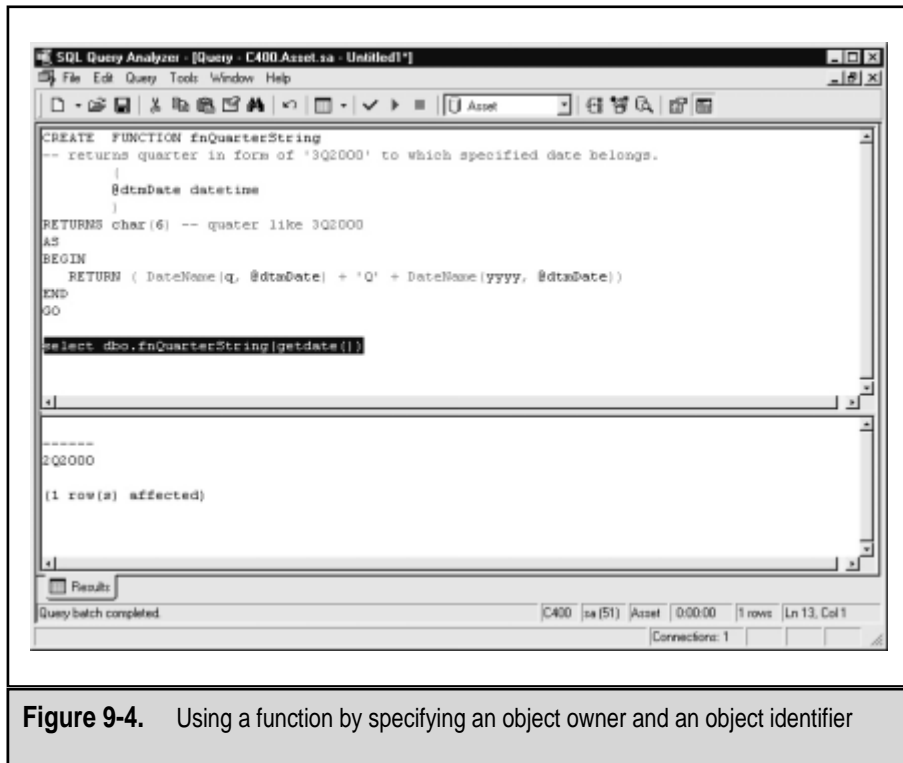 SQL Query Analyzer - [Query - C400.Asset.sa - Untitled1*]
File Edit Query Tools Window Help
Asset
CREATE FUNCTION fnQuarterString
-- returns quarter in form of '3Q2000' to which specified date belongs.
(
@dtmDate datetime
)
RETURNS char(6) -- quater like 3Q2000
AS
BEGIN
RETURN ( DateName(q, @dtmDate) + 'Q' + DateName(yyyy, @dtmDate))
END
GO
select dbo.fnQuarterString(getdate())
------
2Q2000
(1 row(s) affected)
Results
Query batch completed. C400 sa (51) Asset 0:00:00 1 rows Ln 13, Col 1
Connections: 1
Figure 9-4. Using a function by specifying an object owner and an object identifier